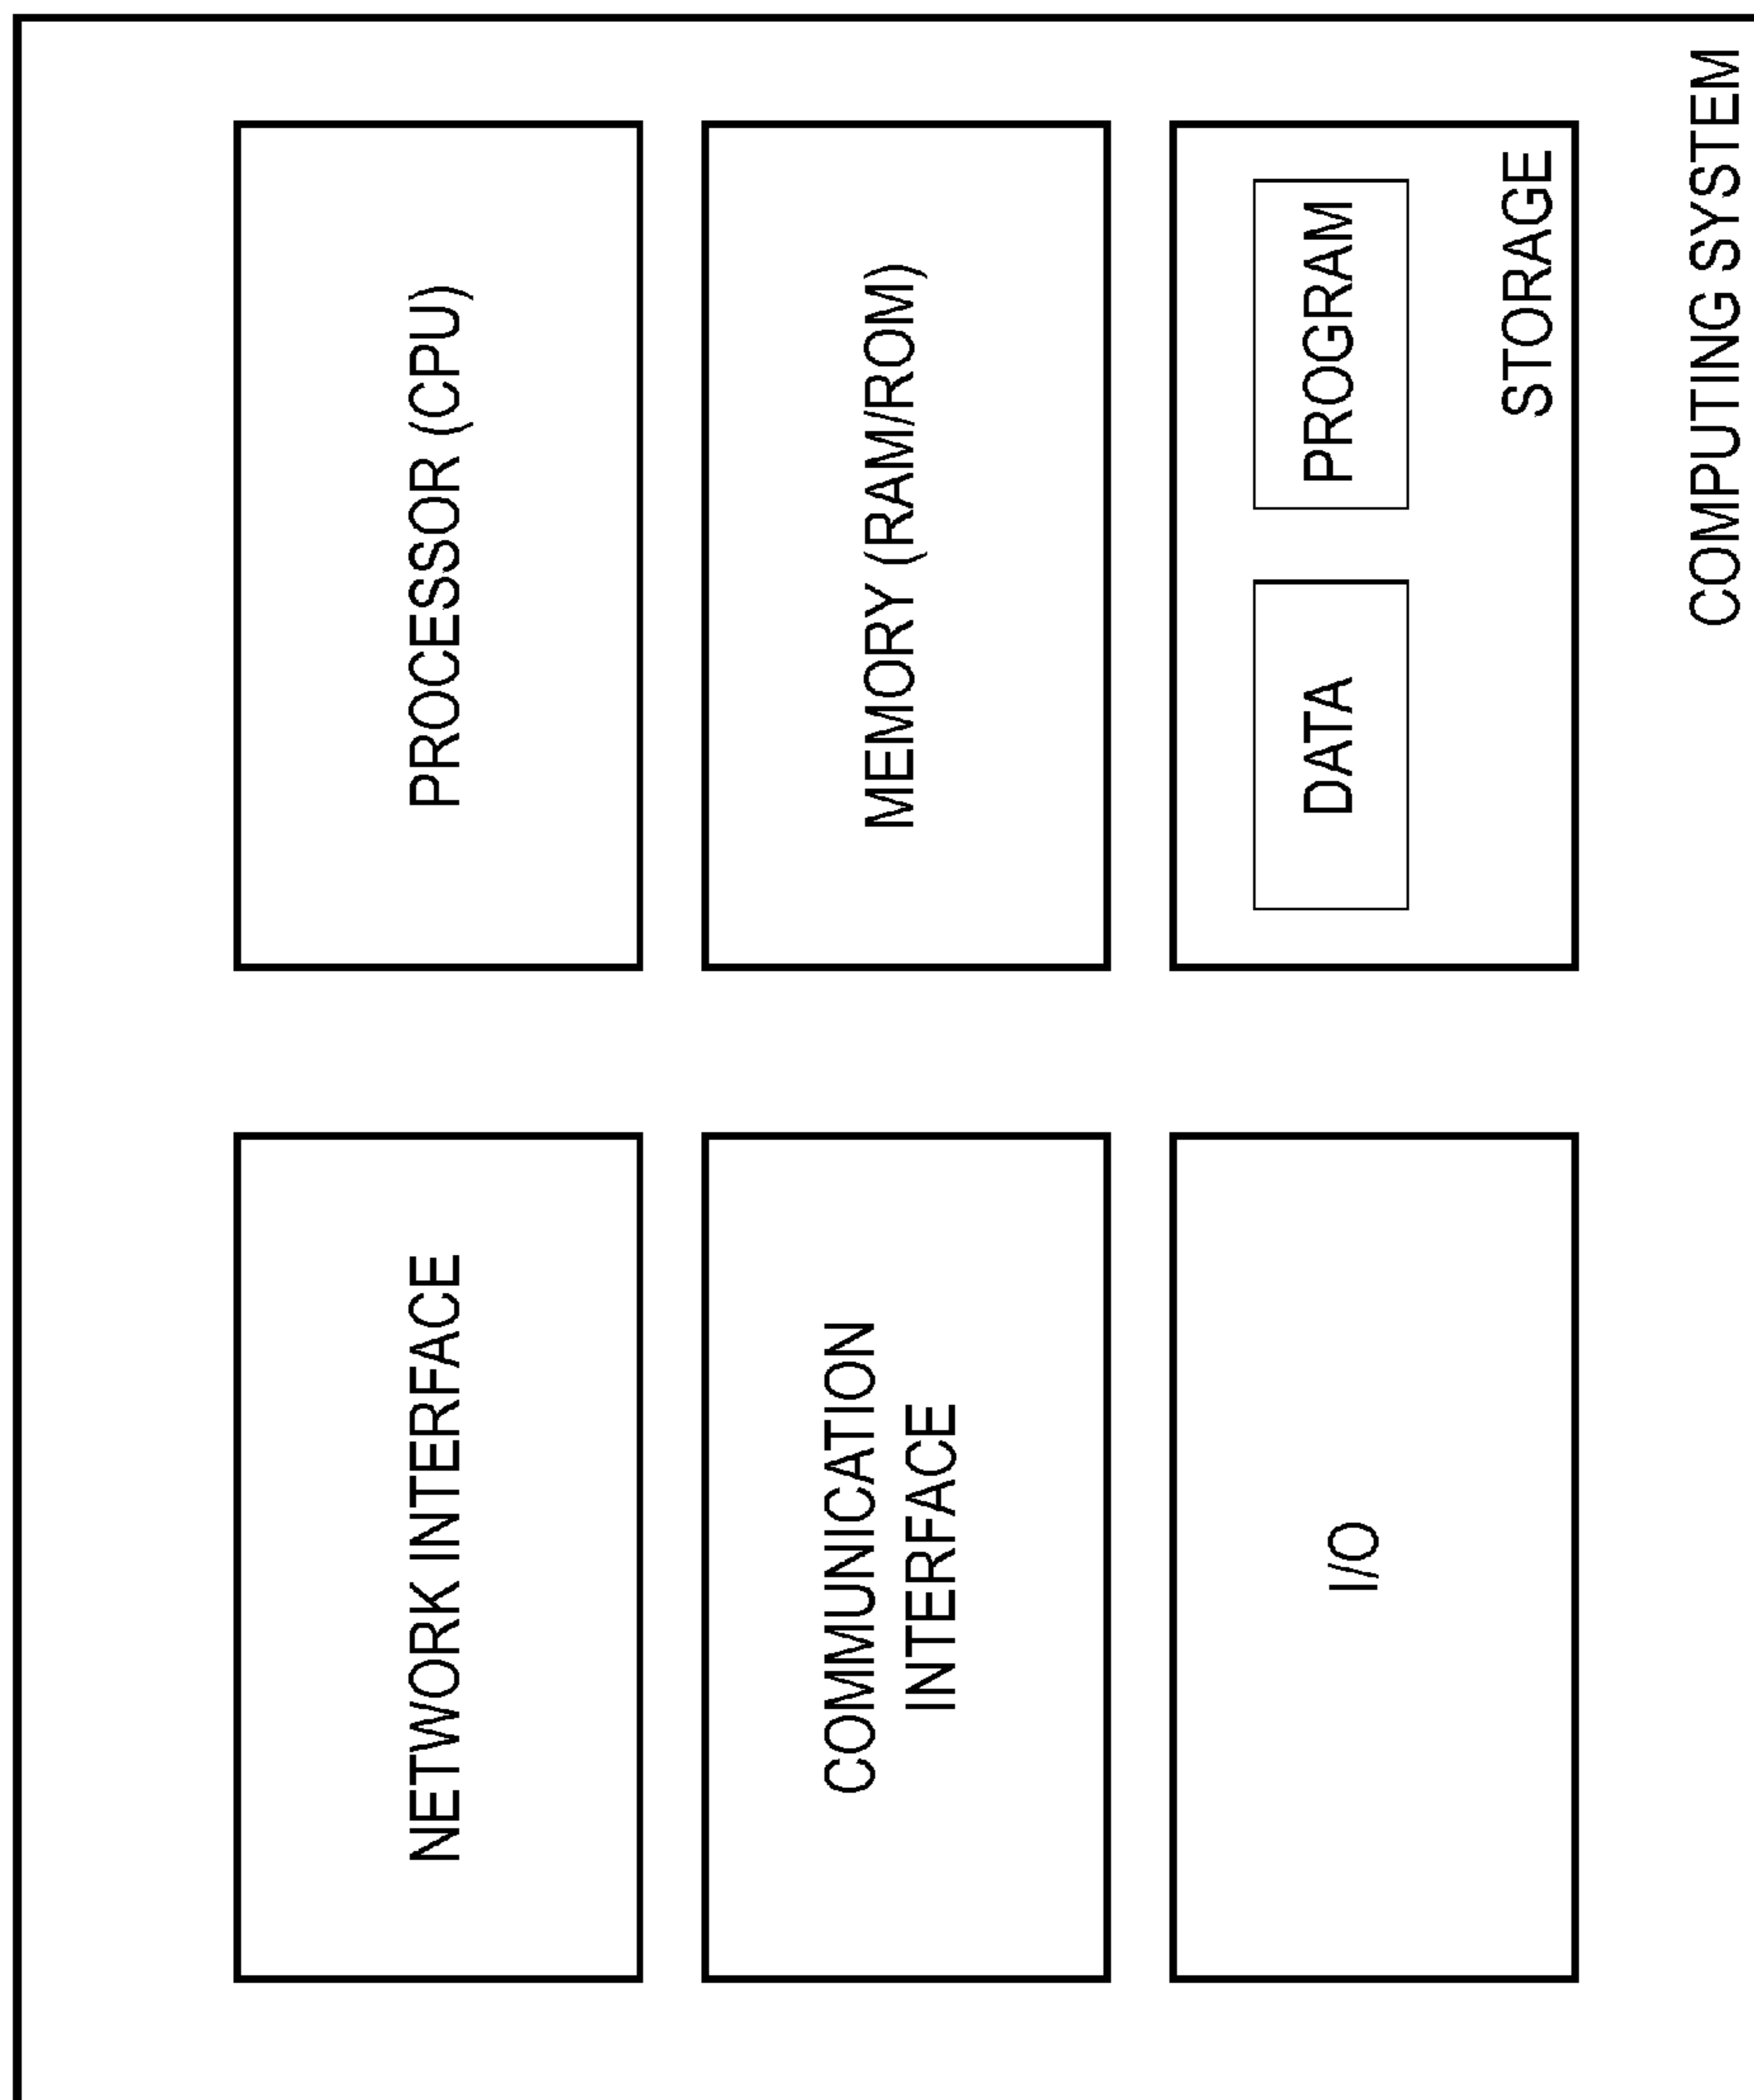 NETWORK INTERFACE
PROCESSOR (CPU)
COMMUNICATION
INTERFACE
MEMORY (RAM/ROM)
I/O
DATA
PROGRAM
STORAGE
COMPUTING SYSTEM